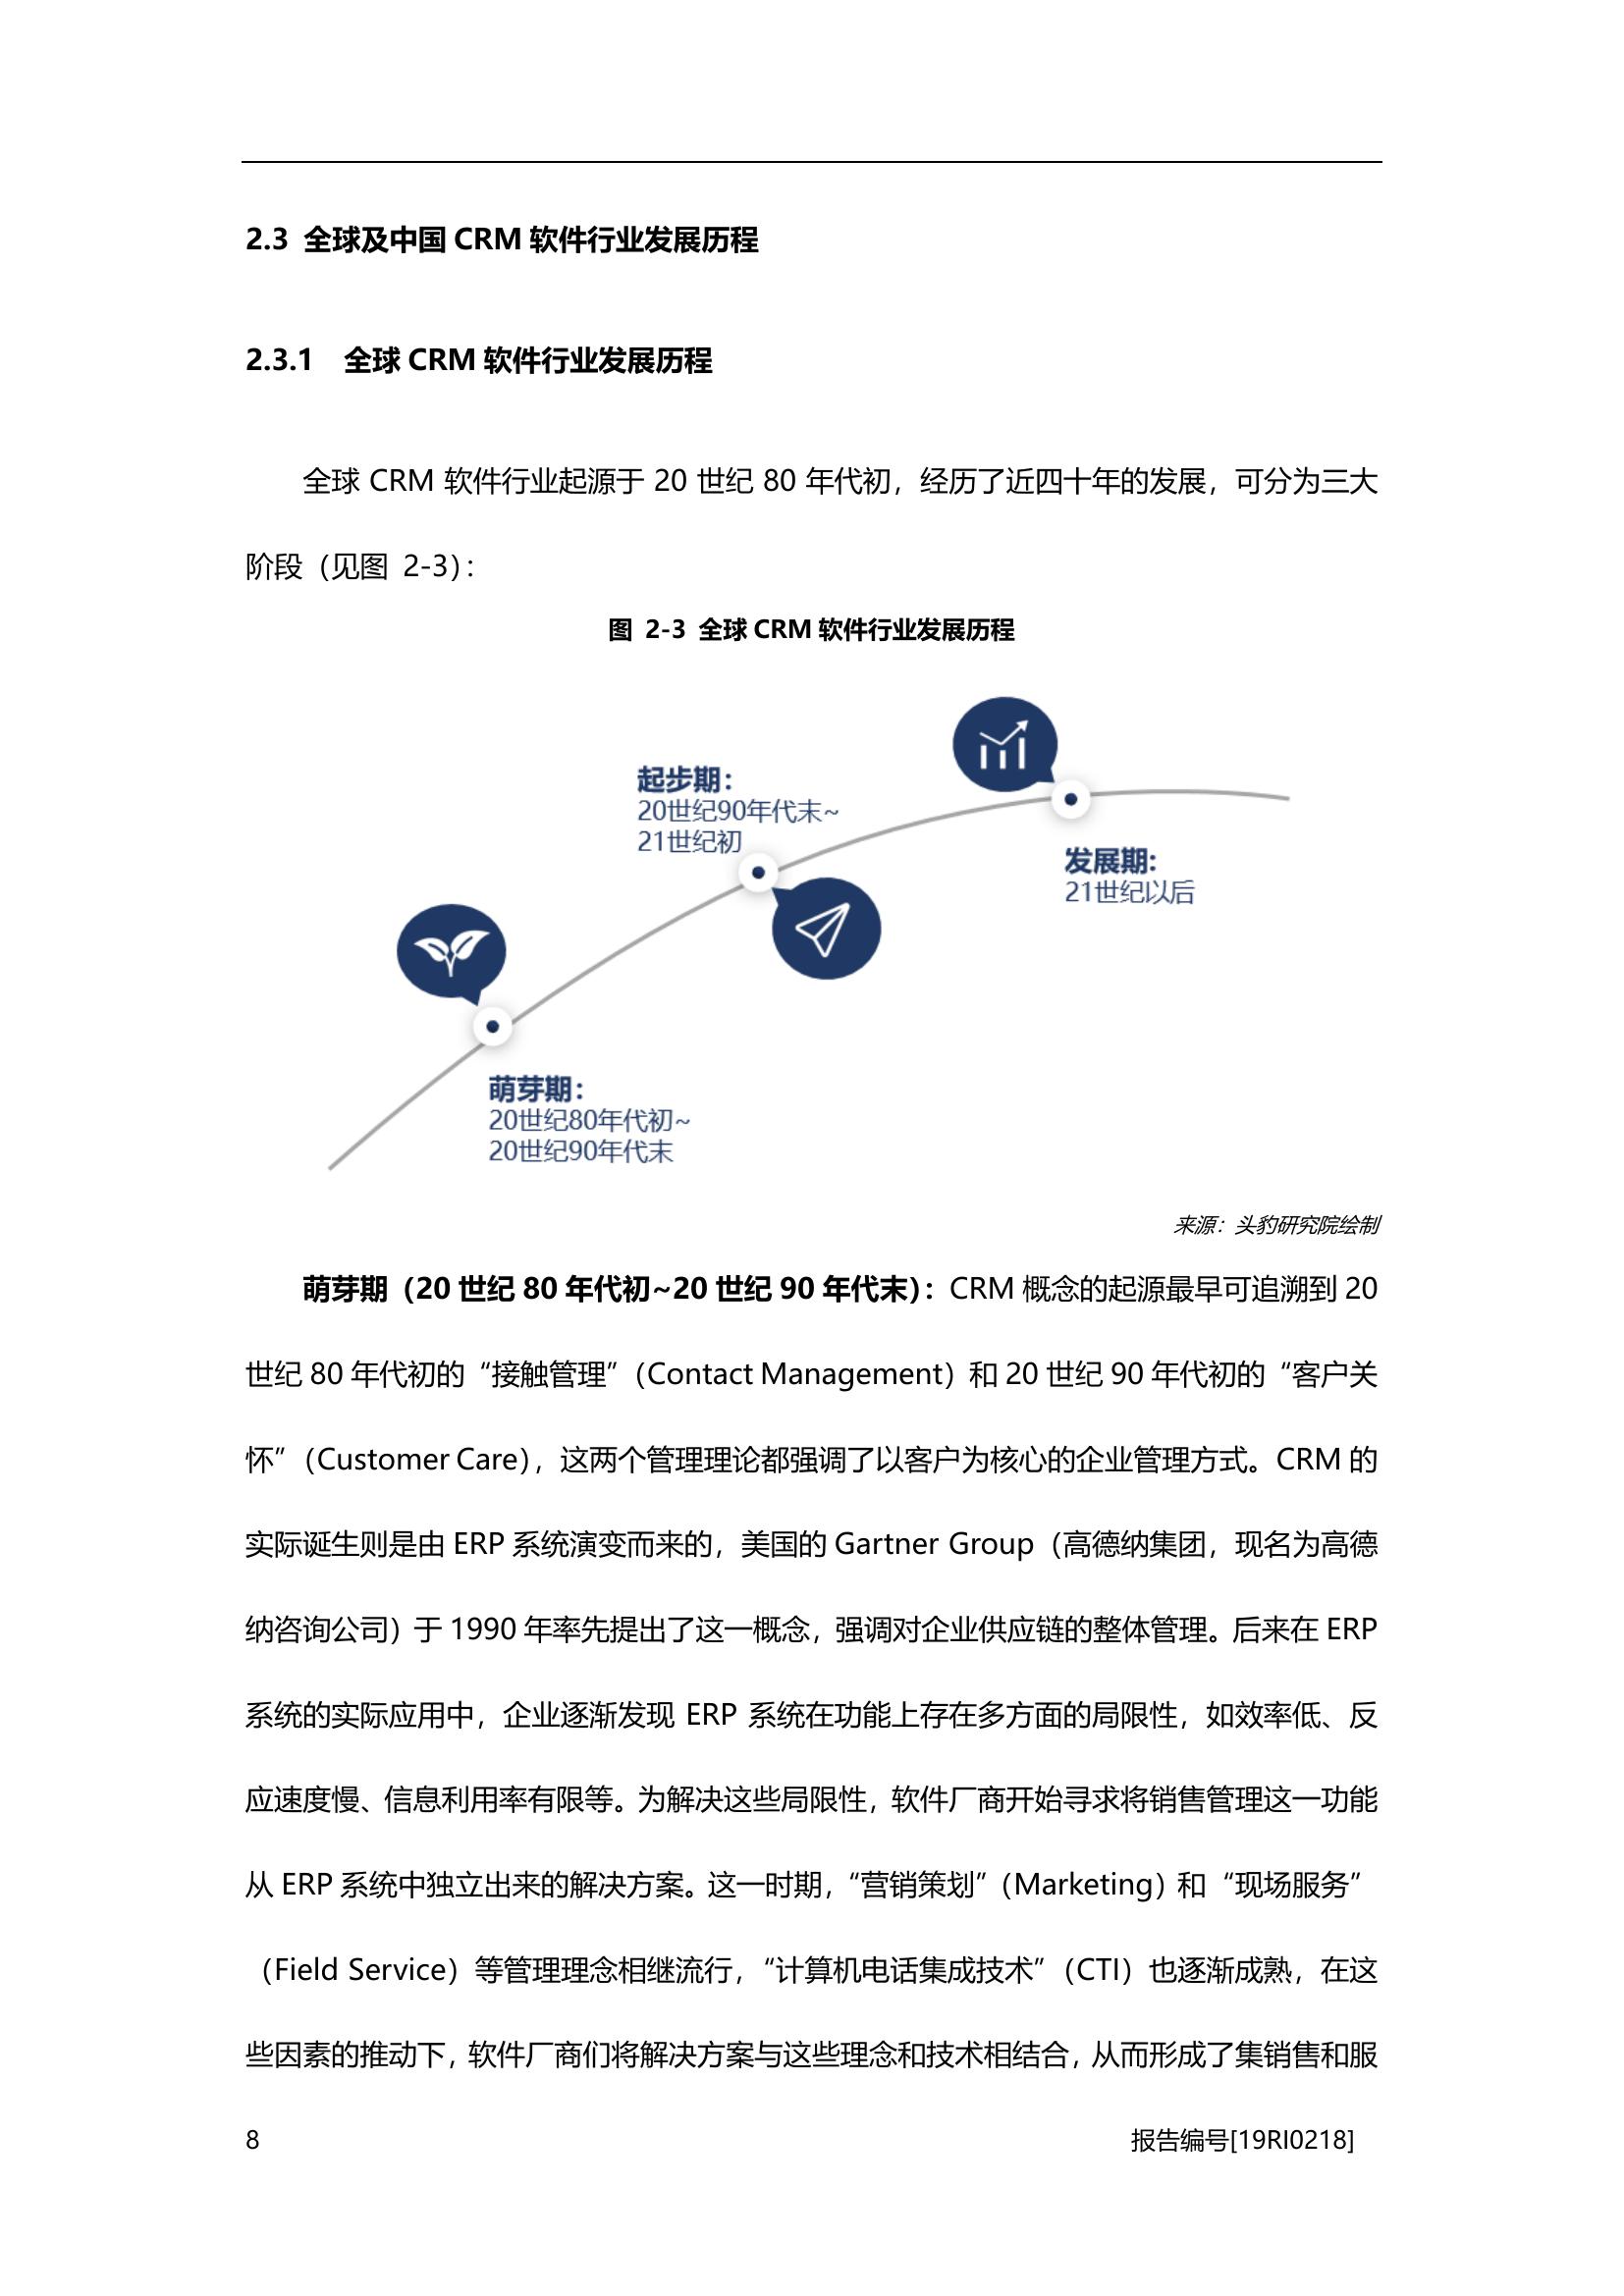 2.3 全球及中国 CRM 软件行业发展历程
2.3.1 全球 CRM 软件行业发展历程
全球 CRM 软件行业起源于 20 世纪 80 年代初，经历了近四十年的发展，可分为三大
阶段（见图 2-3）：
图 2-3 全球 CRM 软件行业发展历程
起步期：
20世纪90年代末~
21世纪初
发展期:
21世纪以后
萌芽期：
20世纪80年代初~
20世纪90年代末
来源：头豹研究院绘制
萌芽期（20 世纪 80 年代初~20 世纪 90 年代末）：CRM 概念的起源最早可追溯到 20
世纪 80 年代初的“接触管理”（Contact Management）和 20 世纪 90 年代初的“客户关
怀”（Customer Care），这两个管理理论都强调了以客户为核心的企业管理方式。CRM 的
实际诞生则是由 ERP 系统演变而来的，美国的 Gartner Group（高德纳集团，现名为高德
纳咨询公司）于 1990 年率先提出了这一概念，强调对企业供应链的整体管理。后来在 ERP
系统的实际应用中，企业逐渐发现 ERP 系统在功能上存在多方面的局限性，如效率低、反
应速度慢、信息利用率有限等。为解决这些局限性，软件厂商开始寻求将销售管理这一功能
从 ERP 系统中独立出来的解决方案。这一时期，“营销策划”（Marketing）和“现场服务”
（Field Service）等管理理念相继流行，“计算机电话集成技术”（CTI）也逐渐成熟，在这
些因素的推动下，软件厂商们将解决方案与这些理念和技术相结合，从而形成了集销售和服
8
报告编号[19RI0218]